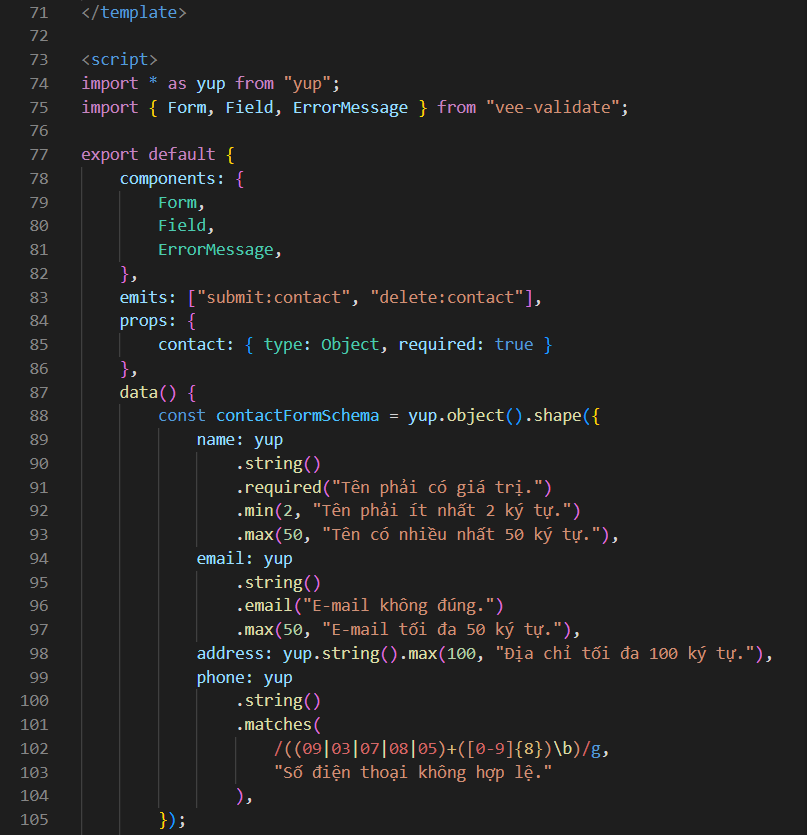 71 </template>
72
73 <script>
74 import * as yup from "yup";
75 import { Form, Field, ErrorMessage } from "vee-validate";
76
77 export default {
78     components: {
79         Form,
80         Field,
81         ErrorMessage,
82     },
83     emits: ["submit:contact", "delete:contact"],
84     props: {
85         contact: { type: Object, required: true }
86     },
87     data() {
88         const contactFormSchema = yup.object().shape({
89             name: yup
90                 .string()
91                 .required("Tên phải có giá trị.")
92                 .min(2, "Tên phải ít nhất 2 ký tự.")
93                 .max(50, "Tên có nhiều nhất 50 ký tự."),
94             email: yup
95                 .string()
96                 .email("E-mail không đúng.")
97                 .max(50, "E-mail tối đa 50 ký tự."),
98             address: yup.string().max(100, "Địa chỉ tối đa 100 ký tự."),
99             phone: yup
100                 .string()
101                 .matches(
102                     /((09|03|07|08|05)+([0-9]{8})\b)/g,
103                     "Số điện thoại không hợp lệ."
104                 ),
105         });